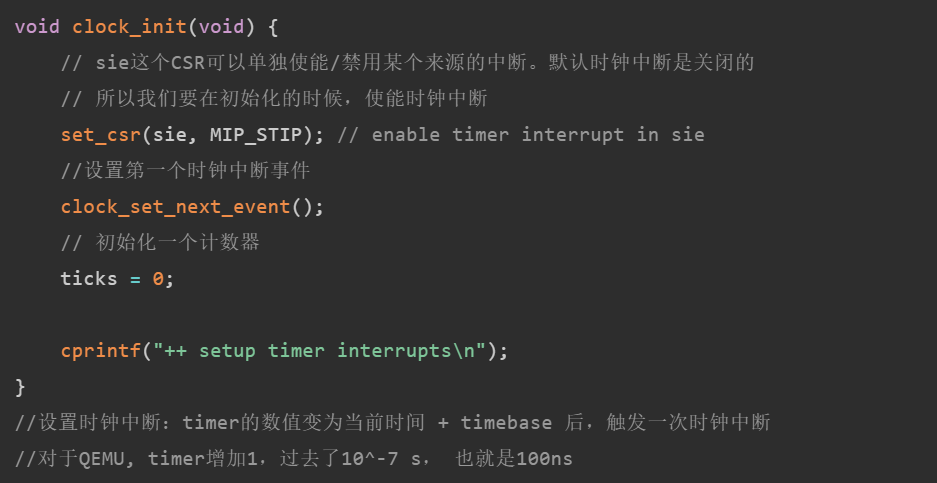 void clock_init(void) {
    // sie这个CSR可以单独使能/禁用某个来源的中断。默认时钟中断是关闭的
    // 所以我们要在初始化的时候，使能时钟中断
    set_csr(sie, MIP_STIP); // enable timer interrupt in sie
    //设置第一个时钟中断事件
    clock_set_next_event();
    // 初始化一个计数器
    ticks = 0;

    cprintf("++ setup timer interrupts\n");
}
//设置时钟中断：timer的数值变为当前时间 + timebase 后，触发一次时钟中断
//对于QEMU, timer增加1，过去了10^-7 s， 也就是100ns